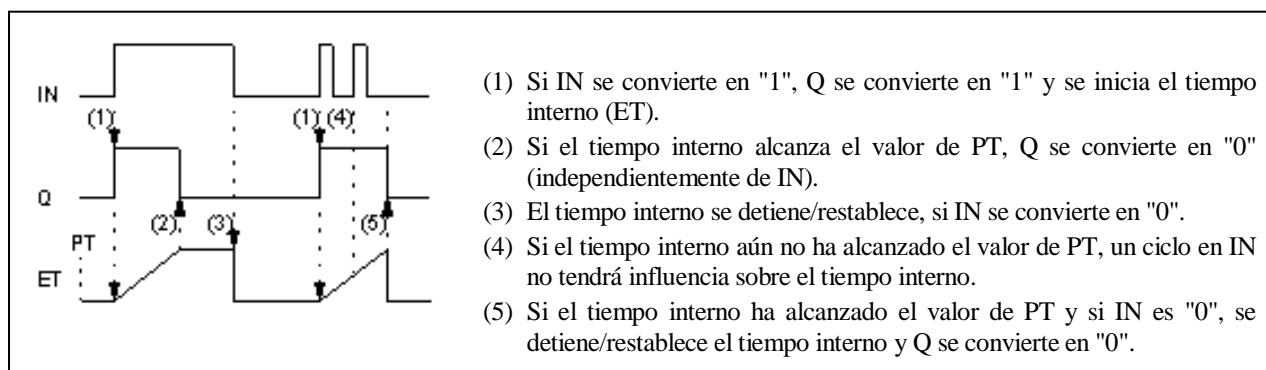 IN
(1)
(1)
(4)
Q
(2)
(3)
(5)
PT
ET
(1) Si IN se convierte en "1", Q se convierte en "1" y se inicia el tiempo
interno (ET).
(2) Si el tiempo interno alcanza el valor de PT, Q se convierte en "0"
(independientemente de IN).
(3) El tiempo interno se detiene/restablece, si IN se convierte en "0".
(4) Si el tiempo interno aún no ha alcanzado el valor de PT, un ciclo en IN
no tendrá influencia sobre el tiempo interno.
(5) Si el tiempo interno ha alcanzado el valor de PT y si IN es "0", se
detiene/restablece el tiempo interno y Q se convierte en "0".